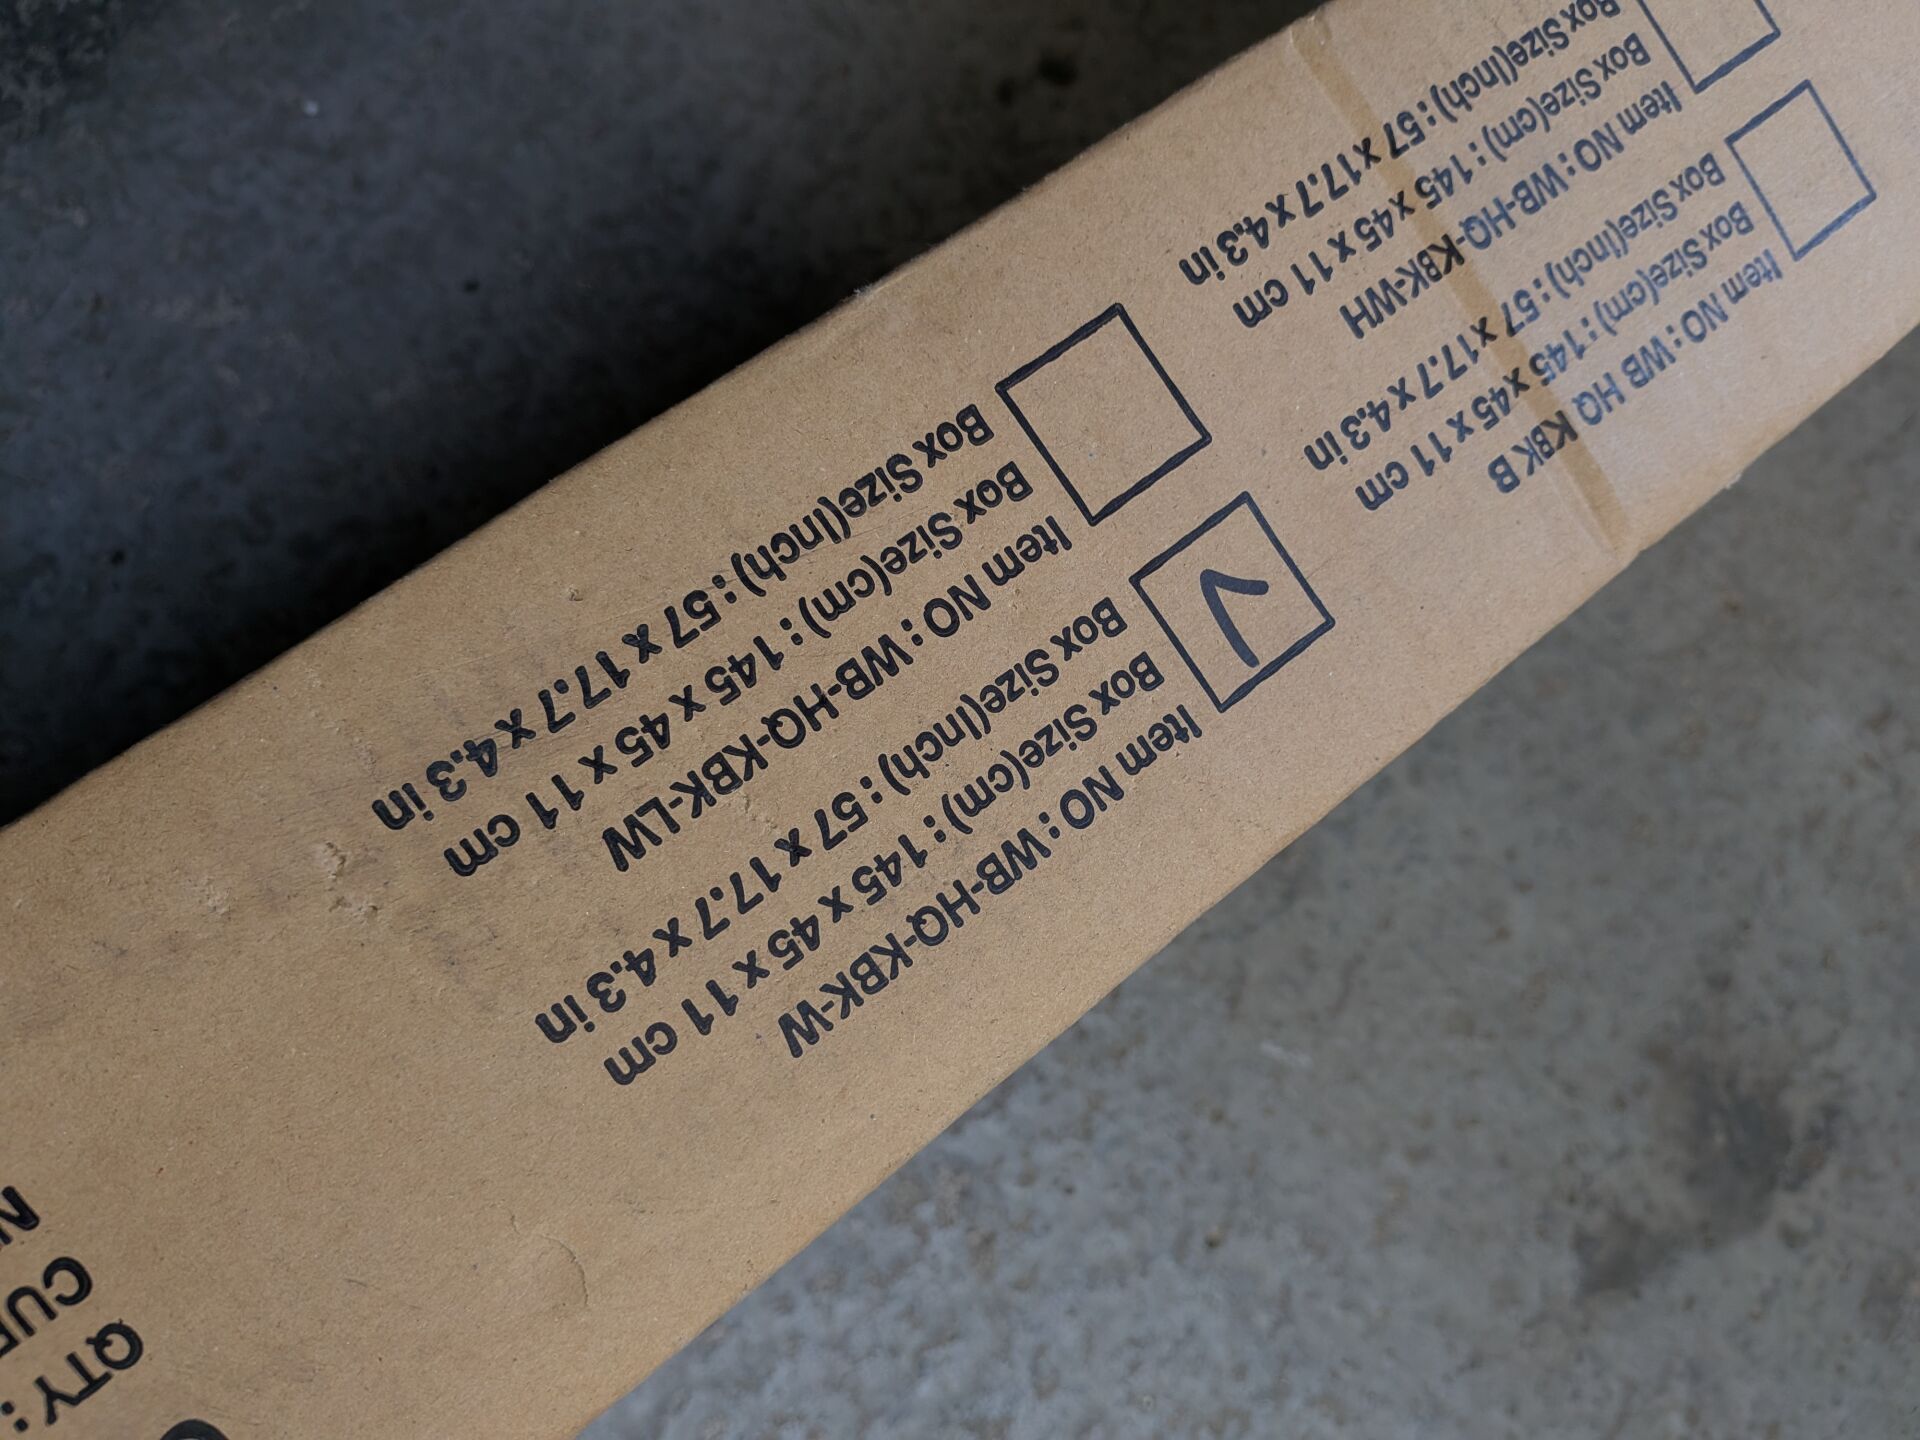 Item NO : WB HQ KBK B
Box Size(cm) : 145 x 45 x 11 cm
Box Size(Inch) : 57 x 17.7 x 4.3 in
Item NO : WB-HQ-KBK-WH
Box Size(cm) : 145 x 45 x 11 cm
Box Size(Inch) : 57 x 17.7 x 4.3 in
Item NO : WB-HQ-KBK-W
Box Size(cm) : 145 x 45 x 11 cm
Box Size(Inch) : 57 x 17.7 x 4.3 in
Item NO : WB-HQ-KBK-LW
Box Size(cm) : 145 x 45 x 11 cm
Box Size(Inch) : 57 x 17.7 x 4.3 in
QTY :